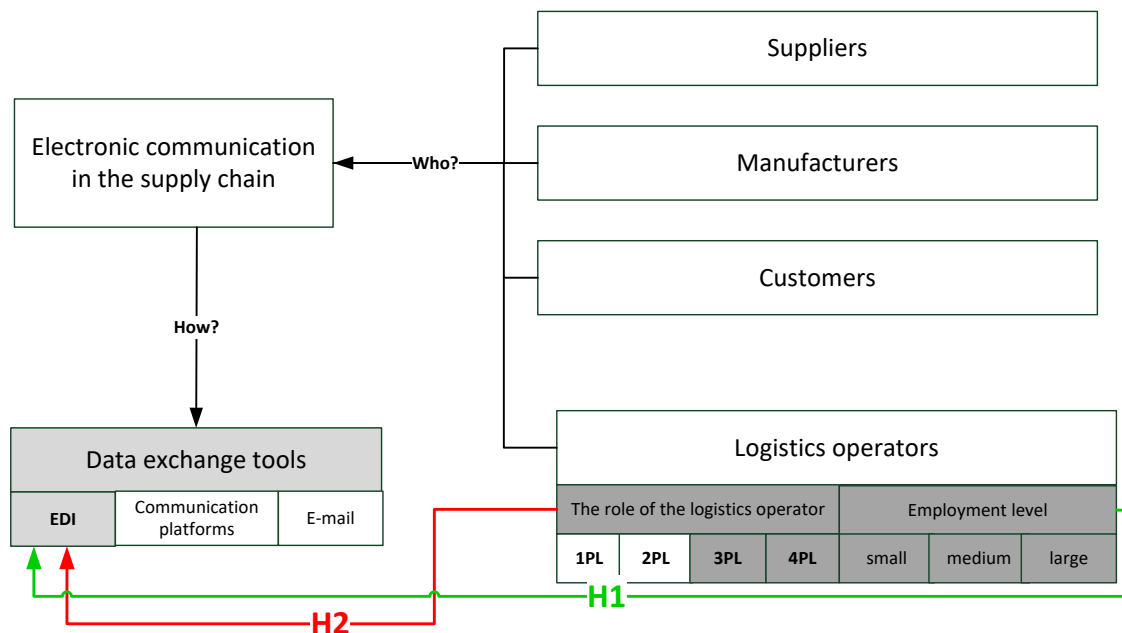 Suppliers
Electronic communication
in the supply chain
Who?
Manufacturers
Customers
How?
Data exchange tools
EDI
Communication
platforms
E-mail
Logistics operators
The role of the logistics operator
Employment level
1PL
2PL
3PL
4PL
small
medium
large
H1
H2